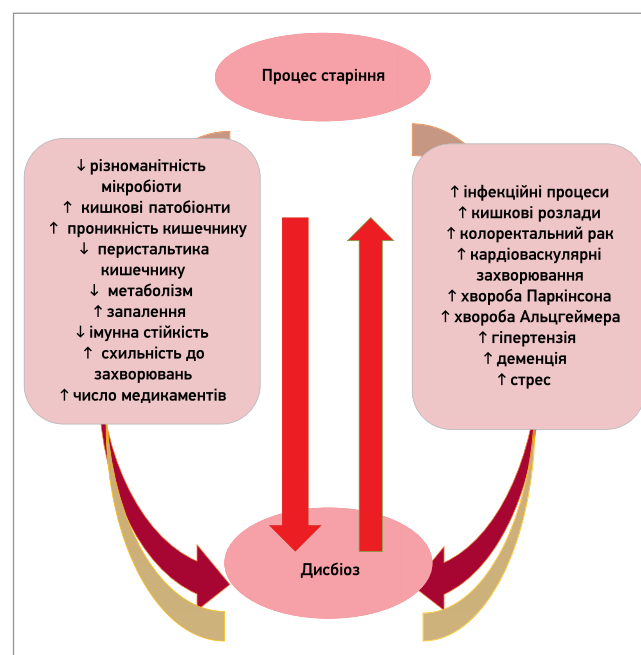 Процес старіння
↓ різноманітність
мікробіоти
↑ кишкові патобіонти
↑ проникність кишечнику
↓ перистальтика
кишечнику
↓ метаболізм
↑ запалення
↓ імунна стійкість
↑ схильність до
захворювань
↑ число медикаментів
↑ інфекційні процеси
↑ кишкові розлади
↑ колоректальний рак
↑ кардіоваскулярні
захворювання
↑ хвороба Паркінсона
↑ хвороба Альцгеймера
↑ гіпертензія
↑ деменція
↑ стрес
Дисбіоз